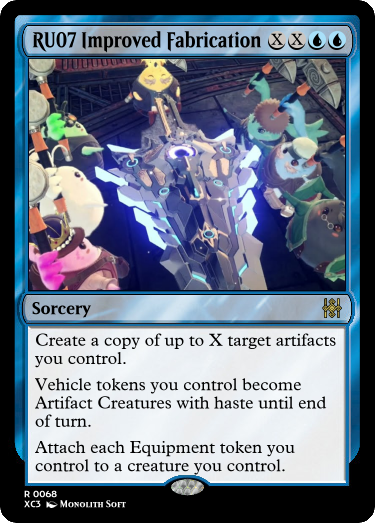 RU07 Improved Fabrication X X
Sorcery
Create a copy of up to X target artifacts
you control.
Vehicle tokens you control become
Artifact Creatures with haste until end
of turn.
Attach each Equipment token you
control to a creature you control.
R 0068
XC3 Monolith Soft